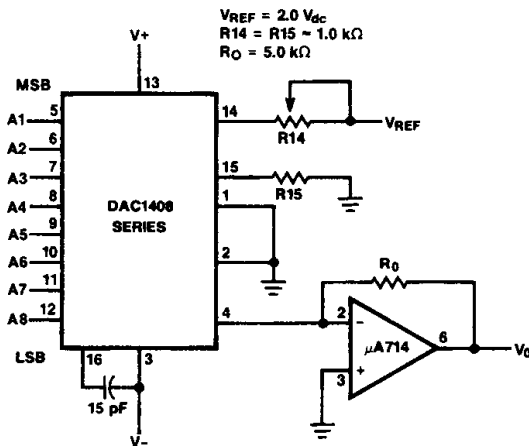 VREF = 2.0 Vdc
R14 = R15 ≈ 1.0 kΩ
RO = 5.0 kΩ
V+
13
MSB
A1 5
14
R14
VREF
A2 6
A3 7
15
R15
A4 8
1
DAC1408
SERIES
A5 9
A6 10
2
A7 11
A8 12
4
LSB
16
3
15 pF
V–
R0
2
–
μA714
6
V0
3
+